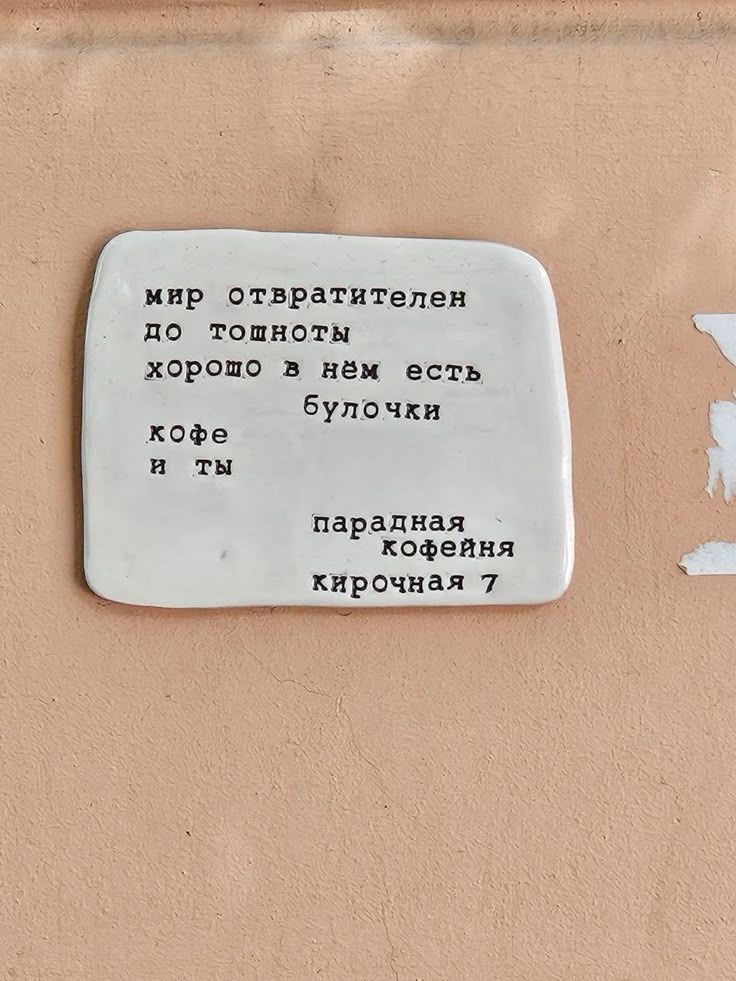 мир отвратителен
до тошноты
хорошо в нём есть
булочки
кофе
и ты
парадная
кофейня
кирочная 7